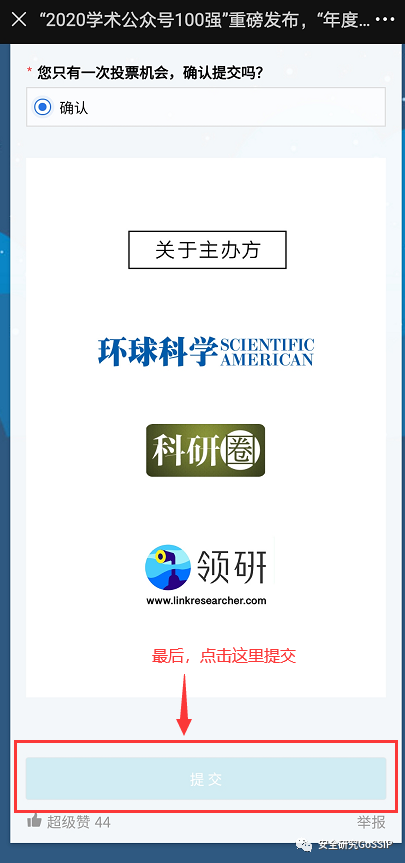 “2020学术公众号100强”重磅发布，“年度...
* 您只有一次投票机会，确认提交吗？
确认
关于主办方
环球科学 SCIENTIFIC AMERICAN
科研圈
领研
www.linkresearcher.com
最后，点击这里提交
提交
超级赞 44
举报
安全研究GoSSIP